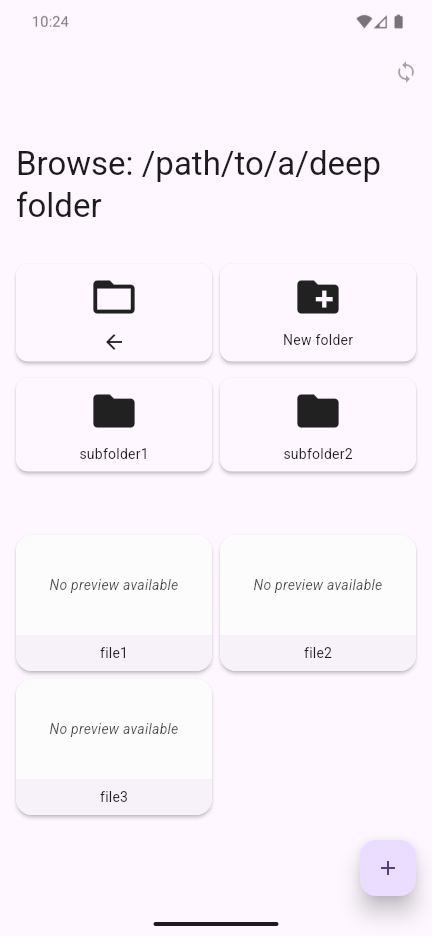 10:24
Browse: /path/to/a/deep
folder
New folder
subfolder1
subfolder2
No preview available
No preview available
file1
file2
No preview available
file3